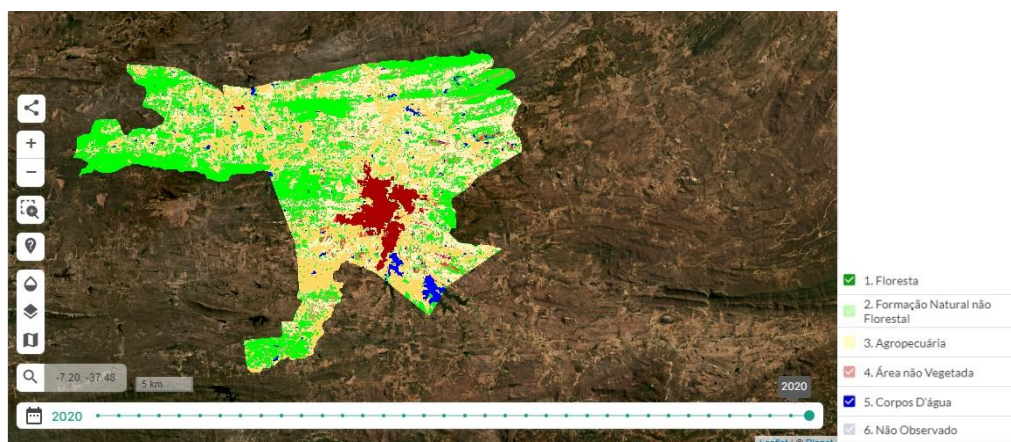 +
−
-7.20, -37.48
5 km
2020
2020
Leaflet | © Planet
1. Floresta
2. Formação Natural não
Florestal
3. Agropecuária
4. Área não Vegetada
5. Corpos D'água
6. Não Observado